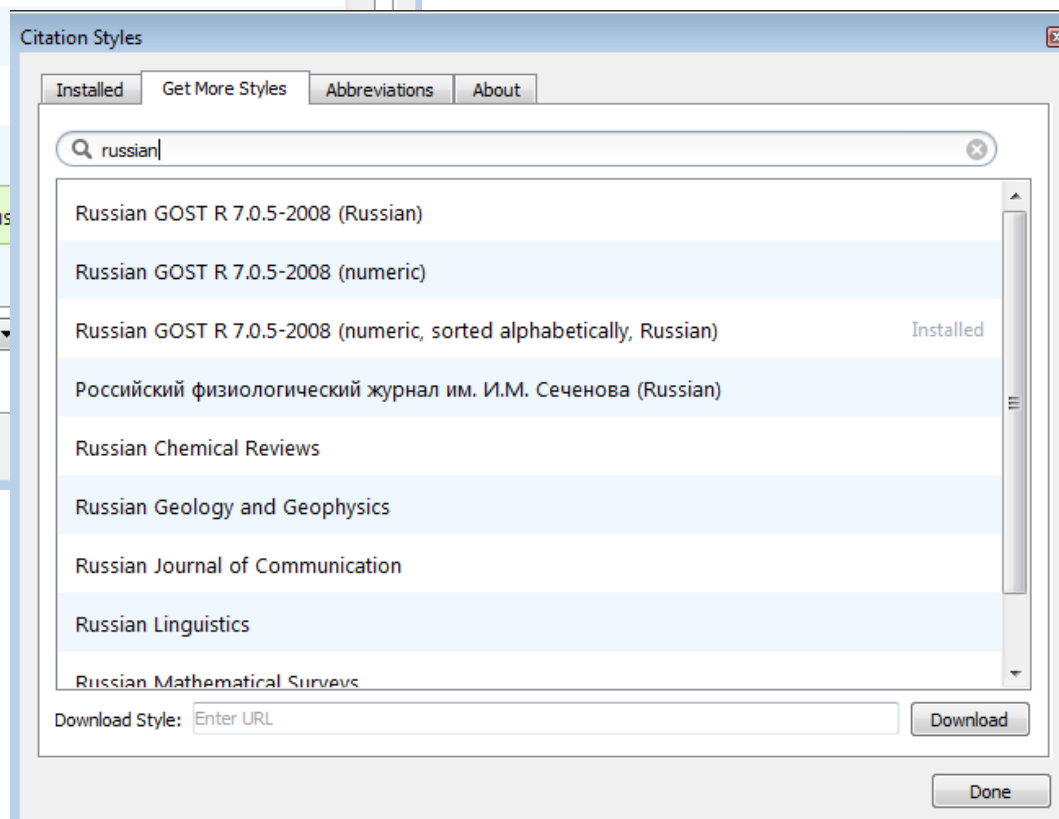 Citation Styles
Installed
Get More Styles
Abbreviations
About
russian
Russian GOST R 7.0.5-2008 (Russian)
Russian GOST R 7.0.5-2008 (numeric)
Russian GOST R 7.0.5-2008 (numeric, sorted alphabetically, Russian)
Installed
Российский физиологический журнал им. И.М. Сеченова (Russian)
Russian Chemical Reviews
Russian Geology and Geophysics
Russian Journal of Communication
Russian Linguistics
Russian Mathematical Surveys
Download Style:
Enter URL
Download
Done